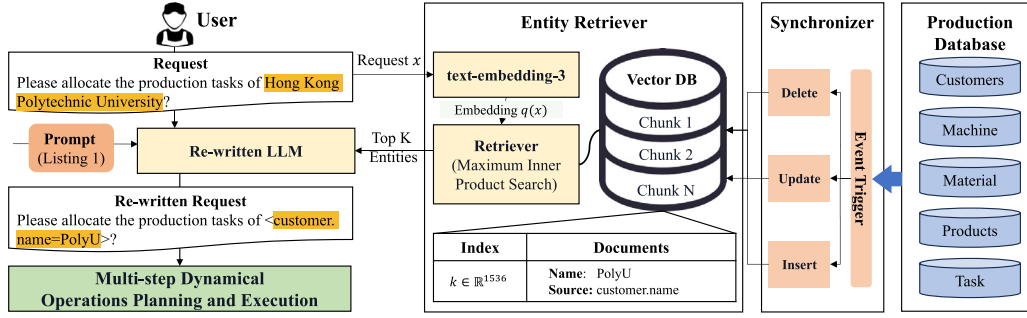 User
Request
Please allocate the production tasks of Hong Kong
Polytechnic University?
Prompt
(Listing 1)
Re-written LLM
Re-written Request
Please allocate the production tasks of <customer.
name=PolyU>?
Multi-step Dynamical
Operations Planning and Execution
Request x
Top K
Entities
Entity Retriever
text-embedding-3
Embedding q(x)
Retriever
(Maximum Inner
Product Search)
Vector DB
Chunk 1
Chunk 2
Chunk N
Index
Documents
k ∈ ℝ¹⁵³⁶
Name: PolyU
Source: customer.name
Synchronizer
Delete
Update
Insert
Event Trigger
Production
Database
Customers
Machine
Material
Products
Task